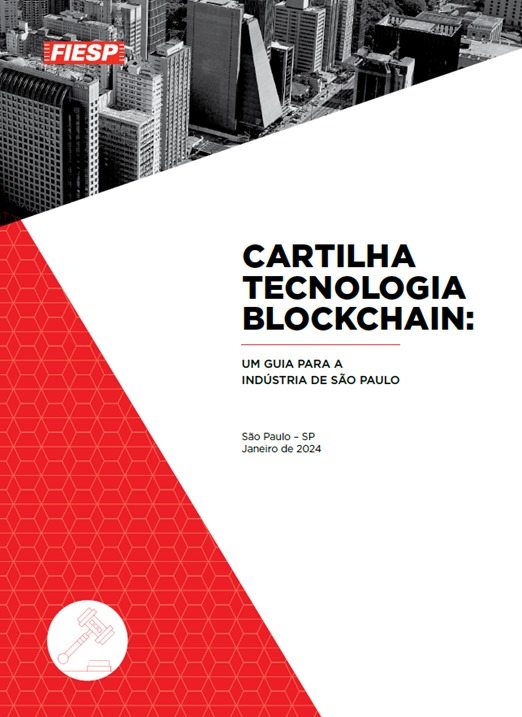 FIESP
CARTILHA
TECNOLOGIA
BLOCKCHAIN:
UM GUIA PARA A
INDÚSTRIA DE SÃO PAULO
São Paulo – SP
Janeiro de 2024